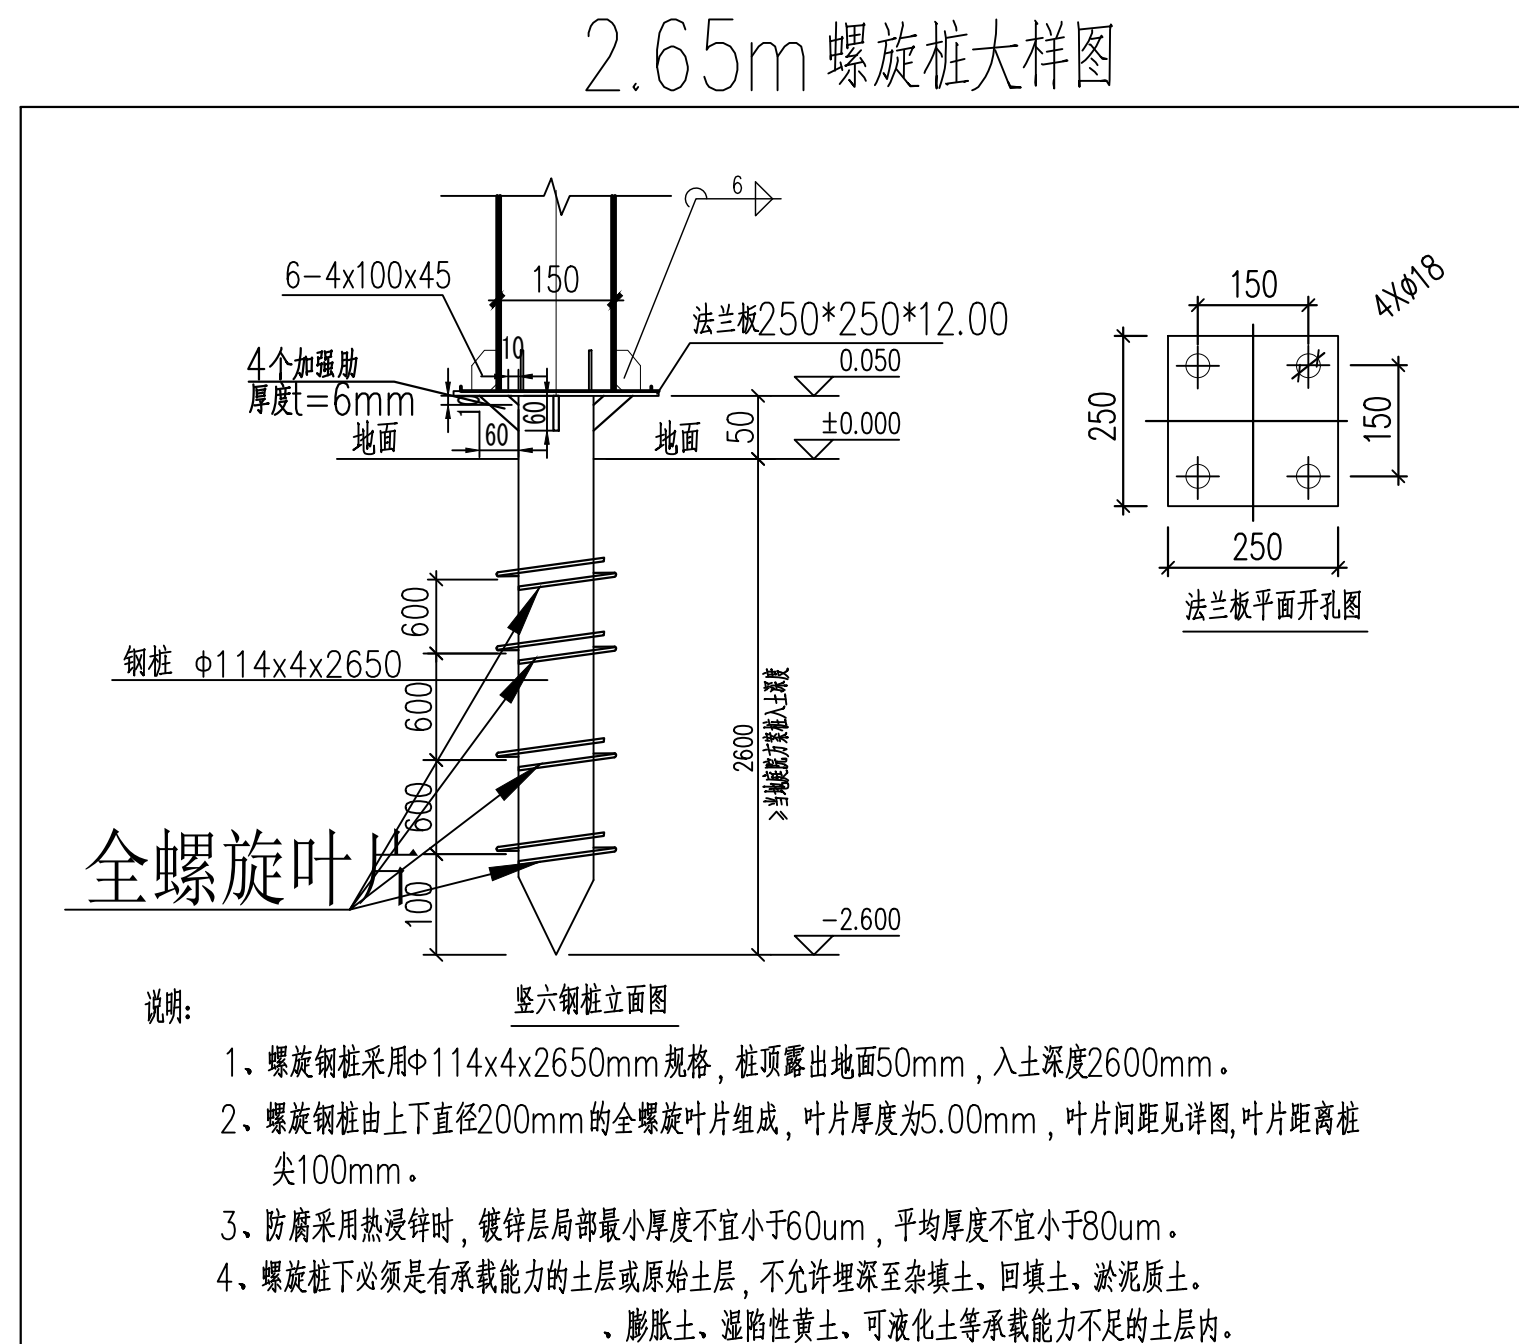 2.65m 螺旋桩大样图
6
6-4x100x45
150
10
法兰板250*250*12.00
0.050
4个加强肋
厚度t=6mm
10
60
60
地面
地面
50
±0.000
150
4Xφ18
250
150
250
法兰板平面开孔图
600
钢桩 Φ114x4x2650
600
2600
≥当地庭院方案桩入土深度
600
全螺旋叶片
100
-2.600
竖六钢桩立面图
说明:
1、螺旋钢桩采用Φ114x4x2650mm规格,桩顶露出地面50mm,入土深度2600mm。
2、螺旋钢桩由上下直径200mm的全螺旋叶片组成,叶片厚度为5.00mm,叶片间距见详图,叶片距离桩
尖100mm。
3、防腐采用热浸锌时,镀锌层局部最小厚度不宜小于60um,平均厚度不宜小于80um。
4、螺旋桩下必须是有承载能力的土层或原始土层,不允许埋深至杂填土、回填土、淤泥质土。
、膨胀土、湿陷性黄土、可液化土等承载能力不足的土层内。